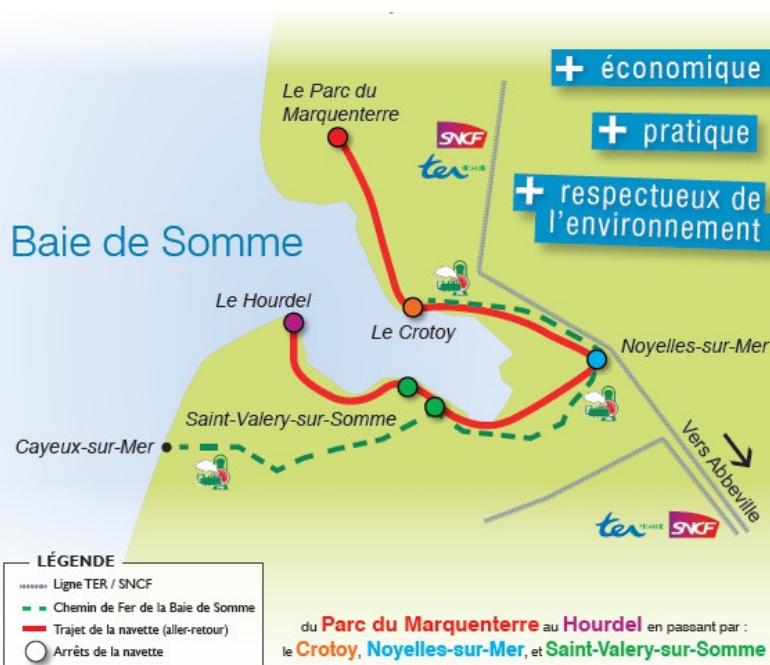 + économique
+ pratique
+ respectueux de
l'environnement
Le Parc du
Marquenterre
SNCF
ter
Baie de Somme
Le Hourdel
Le Crotoy
Noyelles-sur-Mer
Saint-Valery-sur-Somme
Cayeux-sur-Mer
Vers Abbeville
ter SNCF
LÉGENDE
Ligne TER / SNCF
Chemin de Fer de la Baie de Somme
Trajet de la navette (aller-retour)
Arrêts de la navette
du Parc du Marquenterre au Hourdel en passant par :
le Crotoy, Noyelles-sur-Mer, et Saint-Valery-sur-Somme